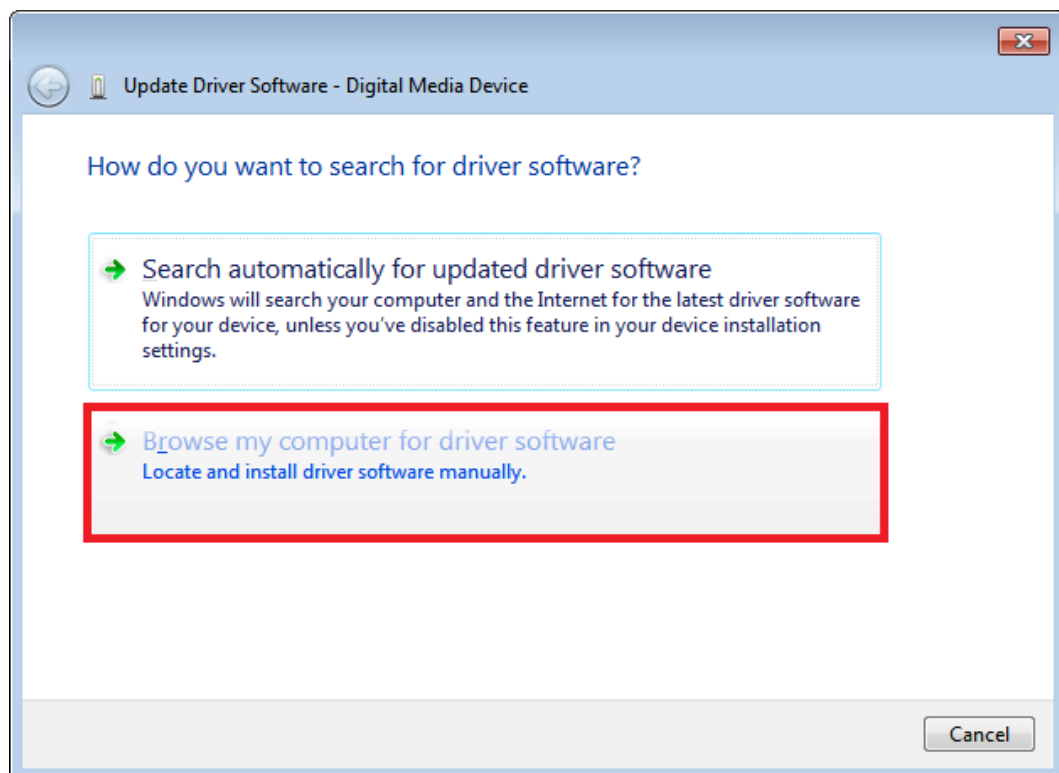 Update Driver Software - Digital Media Device
How do you want to search for driver software?
Search automatically for updated driver software
Windows will search your computer and the Internet for the latest driver software
for your device, unless you've disabled this feature in your device installation
settings.
Browse my computer for driver software
Locate and install driver software manually.
Cancel